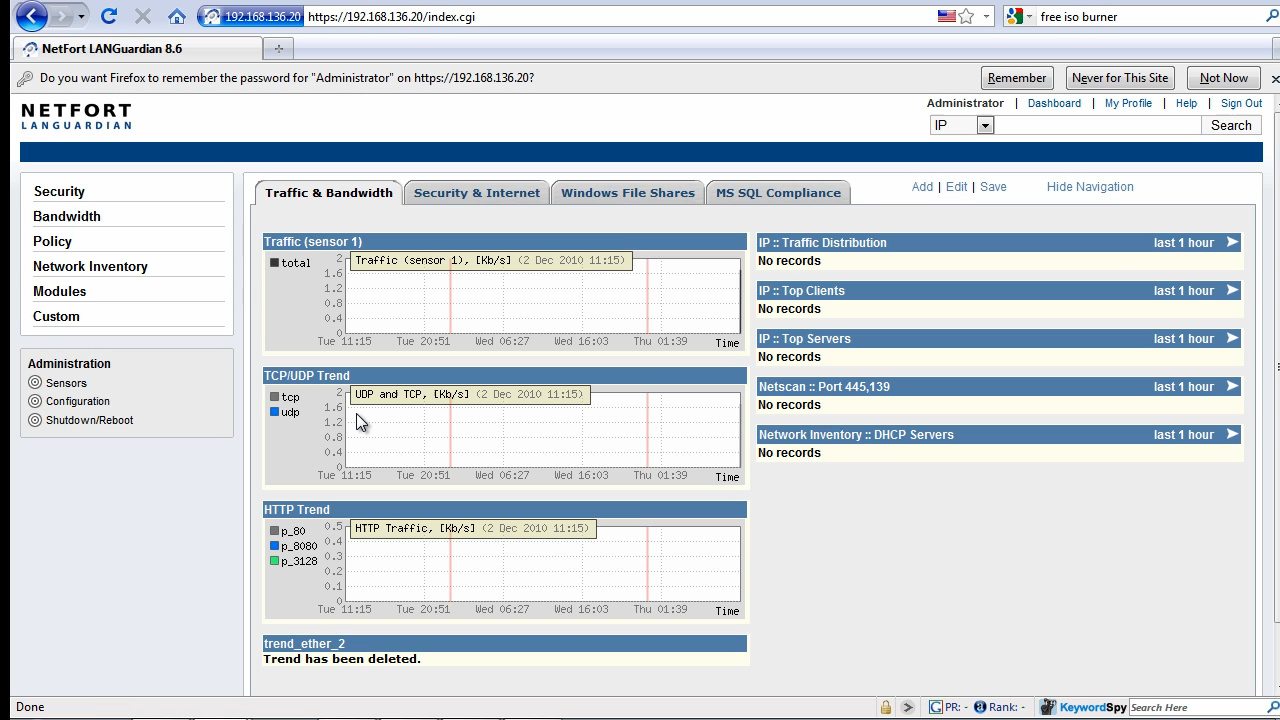 192.168.136.20 https://192.168.136.20/index.cgi
free iso burner
NetFort LANGuardian 8.6
Do you want Firefox to remember the password for "Administrator" on https://192.168.136.20?
Remember Never for This Site Not Now
NETFORT
LANGUARDIAN
Administrator | Dashboard | My Profile | Help | Sign Out
IP Search
Security
Bandwidth
Policy
Network Inventory
Modules
Custom
Administration
Sensors
Configuration
Shutdown/Reboot
Traffic & Bandwidth Security & Internet Windows File Shares MS SQL Compliance
Add | Edit | Save Hide Navigation
Traffic (sensor 1)
total
Traffic (sensor 1), [Kb/s] (2 Dec 2010 11:15)
2
1.6
1.2
0.8
0.4
0
Tue 11:15 Tue 20:51 Wed 06:27 Wed 16:03 Thu 01:39 Time
TCP/UDP Trend
tcp
udp
UDP and TCP, [Kb/s] (2 Dec 2010 11:15)
2
1.6
1.2
0.8
0.4
0
Tue 11:15 Tue 20:51 Wed 06:27 Wed 16:03 Thu 01:39 Time
HTTP Trend
p_80
p_8080
p_3128
HTTP Traffic, [Kb/s] (2 Dec 2010 11:15)
0.5
0.4
0.3
0.2
0.1
0
Tue 11:15 Tue 20:51 Wed 06:27 Wed 16:03 Thu 01:39 Time
trend_ether_2
Trend has been deleted.
IP :: Traffic Distribution last 1 hour
No records
IP :: Top Clients last 1 hour
No records
IP :: Top Servers last 1 hour
No records
Netscan :: Port 445,139 last 1 hour
No records
Network Inventory :: DHCP Servers last 1 hour
No records
Done
PR: - Rank: - KeywordSpy Search Here